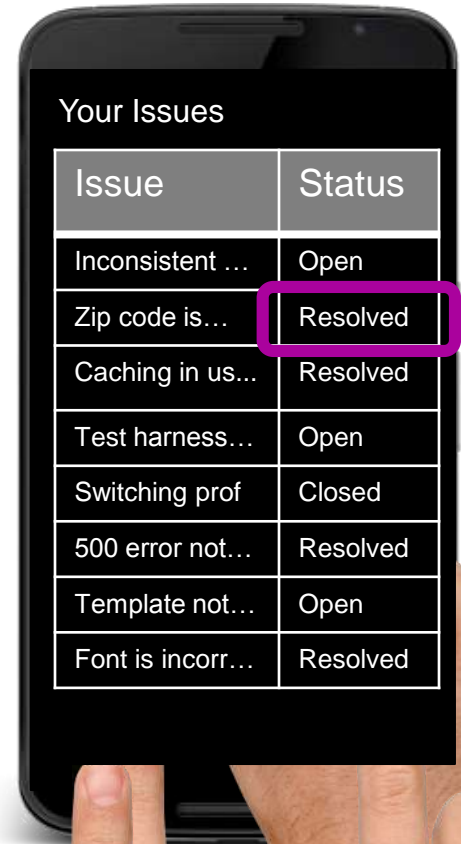 Your Issues
Issue Status
Inconsistent … Open
Zip code is… Resolved
Caching in us... Resolved
Test harness… Open
Switching prof Closed
500 error not… Resolved
Template not… Open
Font is incorr… Resolved